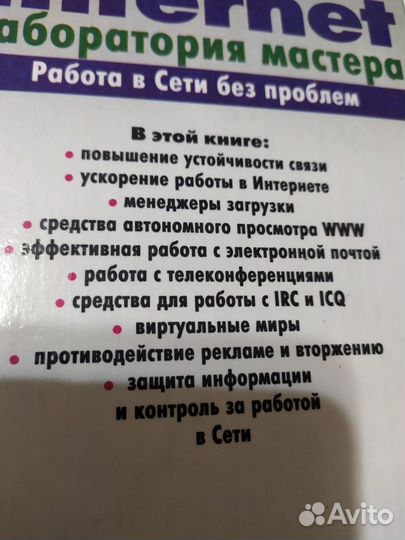 Internet
лаборатория мастера
Работа в Сети без проблем
В этой книге:
• повышение устойчивости связи
• ускорение работы в Интернете
• менеджеры загрузки
• средства автономного просмотра WWW
• эффективная работа с электронной почтой
• работа с телеконференциями
• средства для работы с IRC и ICQ
• виртуальные миры
• противодействие рекламе и вторжению
• защита информации
и контроль за работой
в Сети
Avito